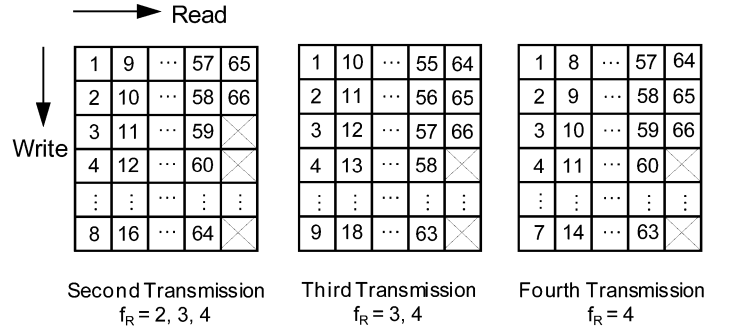 Read
Write
1 9 ... 57 65
2 10 ... 58 66
3 11 ... 59
4 12 ... 60
⋮ ⋮ ⋮ ⋮ ⋮
8 16 ... 64
Second Transmission
f_R = 2, 3, 4
1 10 ... 55 64
2 11 ... 56 65
3 12 ... 57 66
4 13 ... 58
⋮ ⋮ ⋮ ⋮ ⋮
9 18 ... 63
Third Transmission
f_R = 3, 4
1 8 ... 57 64
2 9 ... 58 65
3 10 ... 59 66
4 11 ... 60
⋮ ⋮ ⋮ ⋮ ⋮
7 14 ... 63
Fourth Transmission
f_R = 4